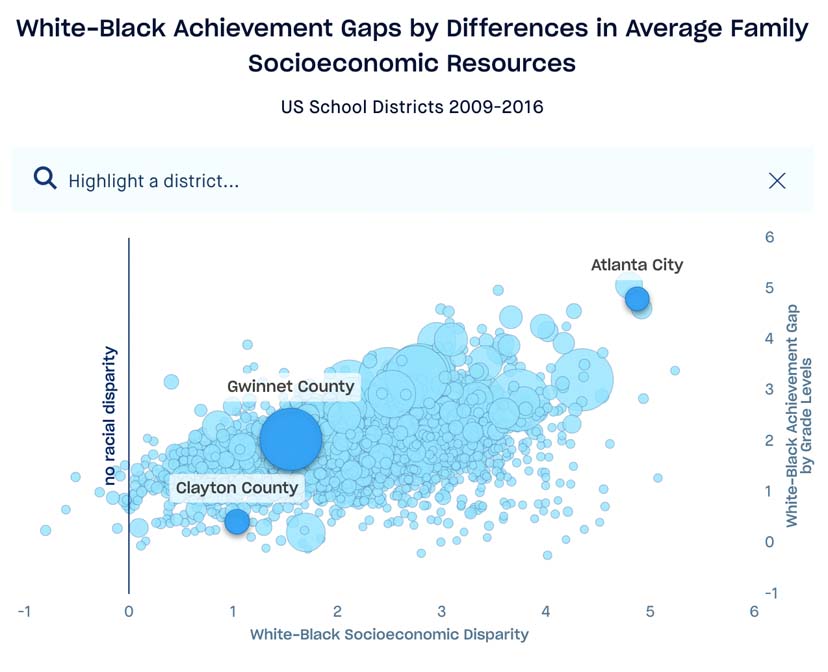 White-Black Achievement Gaps by Differences in Average Family
Socioeconomic Resources
US School Districts 2009-2016
Highlight a district...
6
Atlanta City
5
4
3
2
1
0
-1
White-Black Achievement Gap
by Grade Levels
no racial disparity
Gwinnet County
Clayton County
-1 0 1 2 3 4 5 6
White-Black Socioeconomic Disparity